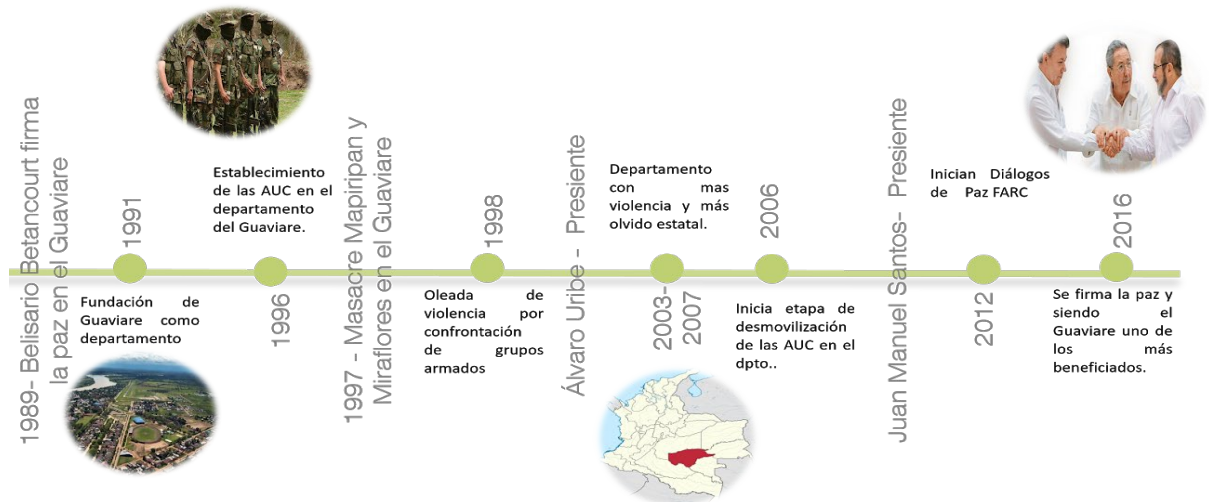 1989- Belisario Betancourt firma
la paz en el Guaviare
1991
Fundación de
Guaviare como
departamento
Establecimiento
de las AUC en el
departamento
del Guaviare.
1996
1997 - Masacre Mapiripan y
Miraflores en el Guaviare
1998
Oleada de
violencia por
confrontación
de grupos
armados
Álvaro Uribe - Presiente
Departamento
con mas
violencia y más
olvido estatal.
2003-
2007
2006
Inicia etapa de
desmovilización
de las AUC en el
dpto..
Juan Manuel Santos- Presiente
Inician Diálogos
de Paz FARC
2012
2016
Se firma la paz y
siendo el
Guaviare uno de
los más
beneficiados.